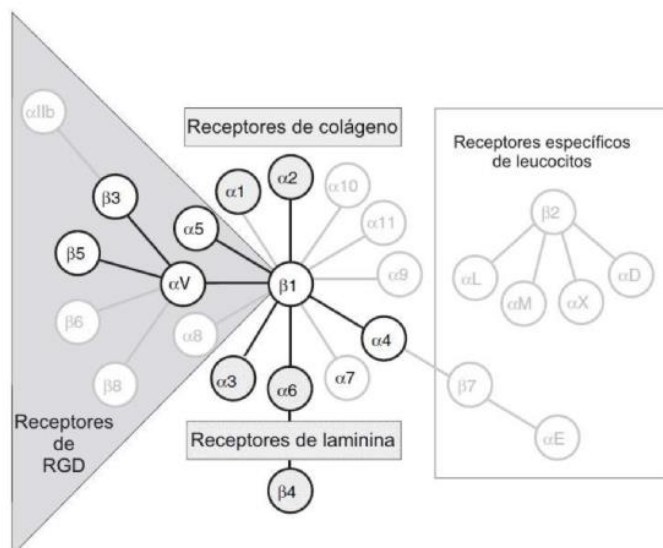 αIIb
Receptores de colágeno
Receptores específicos
de leucocitos
β3
α1
α2
α10
α5
α11
β2
β5
αV
β1
α9
αL
αM
αX
αD
β6
α8
α4
β8
α3
α6
α7
β7
Receptores
de
RGD
Receptores de laminina
αE
β4